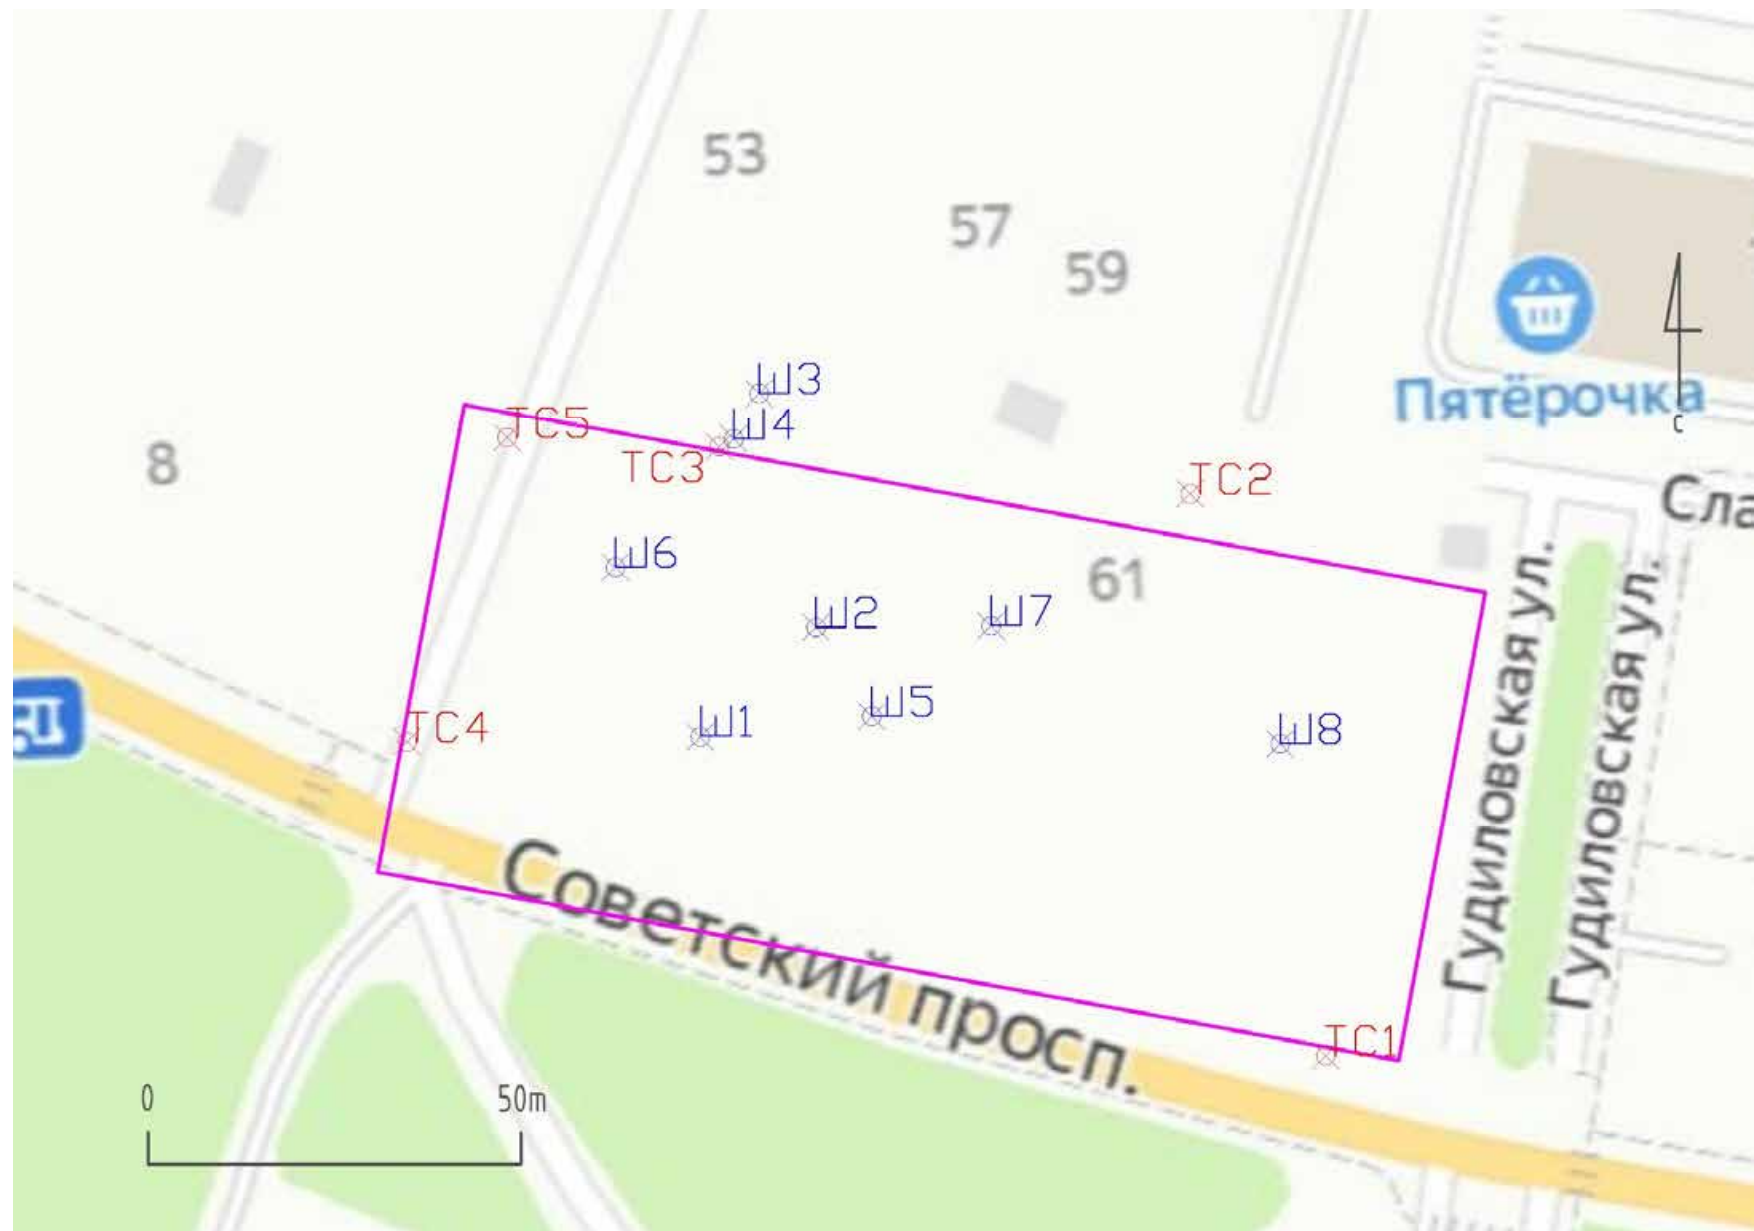 53
57
59
Ш3
Пятёрочка
ТС5
Ш4
с
8
ТС3
ТС2
Сла
Ш6
61
Ш2
Ш7
Гудиловская ул.
Гудиловская ул.
ТС4
Ш1
Ш5
Ш8
Советский просп.
ТС1
0
50m